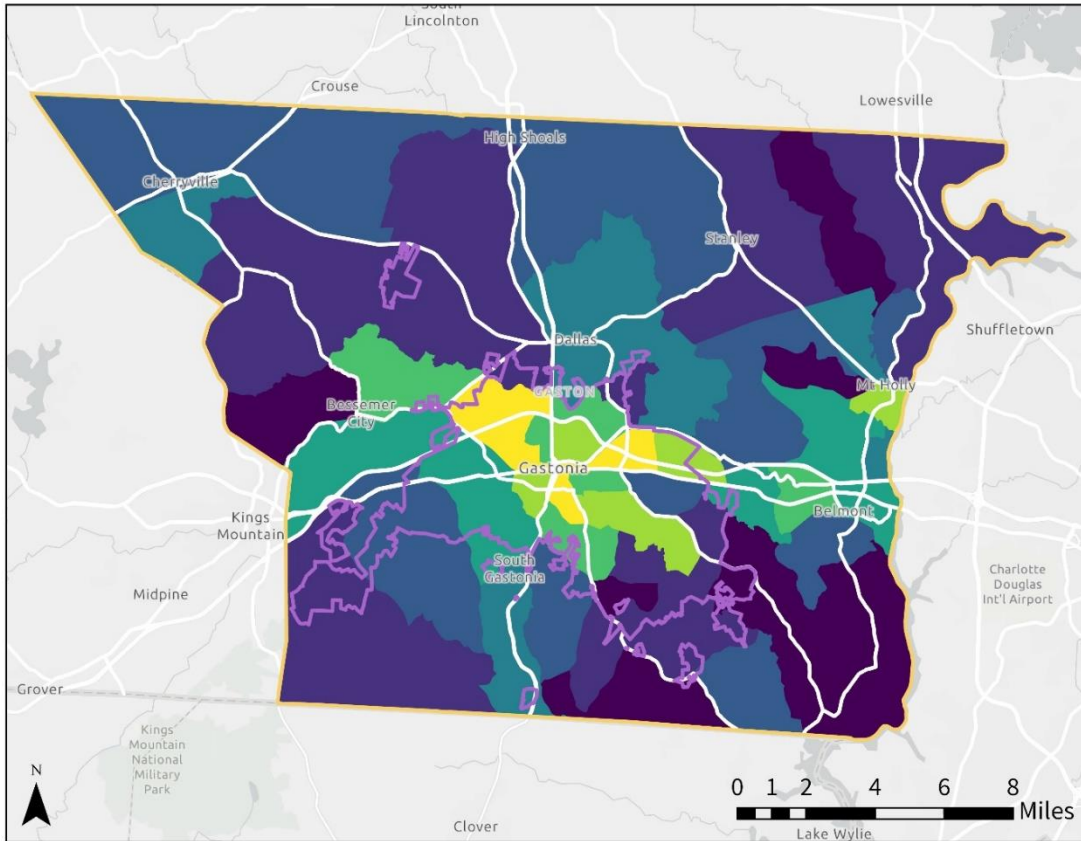 South
Lincolnton
Crouse
Lowesville
High Shoals
Cherryville
Stanley
Shuffletown
Dallas
Mt Holly
GASTON
Bessemer
City
Gastonia
Belmont
Kings
Mountain
South
Gastonia
Charlotte
Douglas
Int'l Airport
Midpine
Grover
Kings
Mountain
National
Military
Park
N
0 1 2 4 6 8
Miles
Clover
Lake Wylie